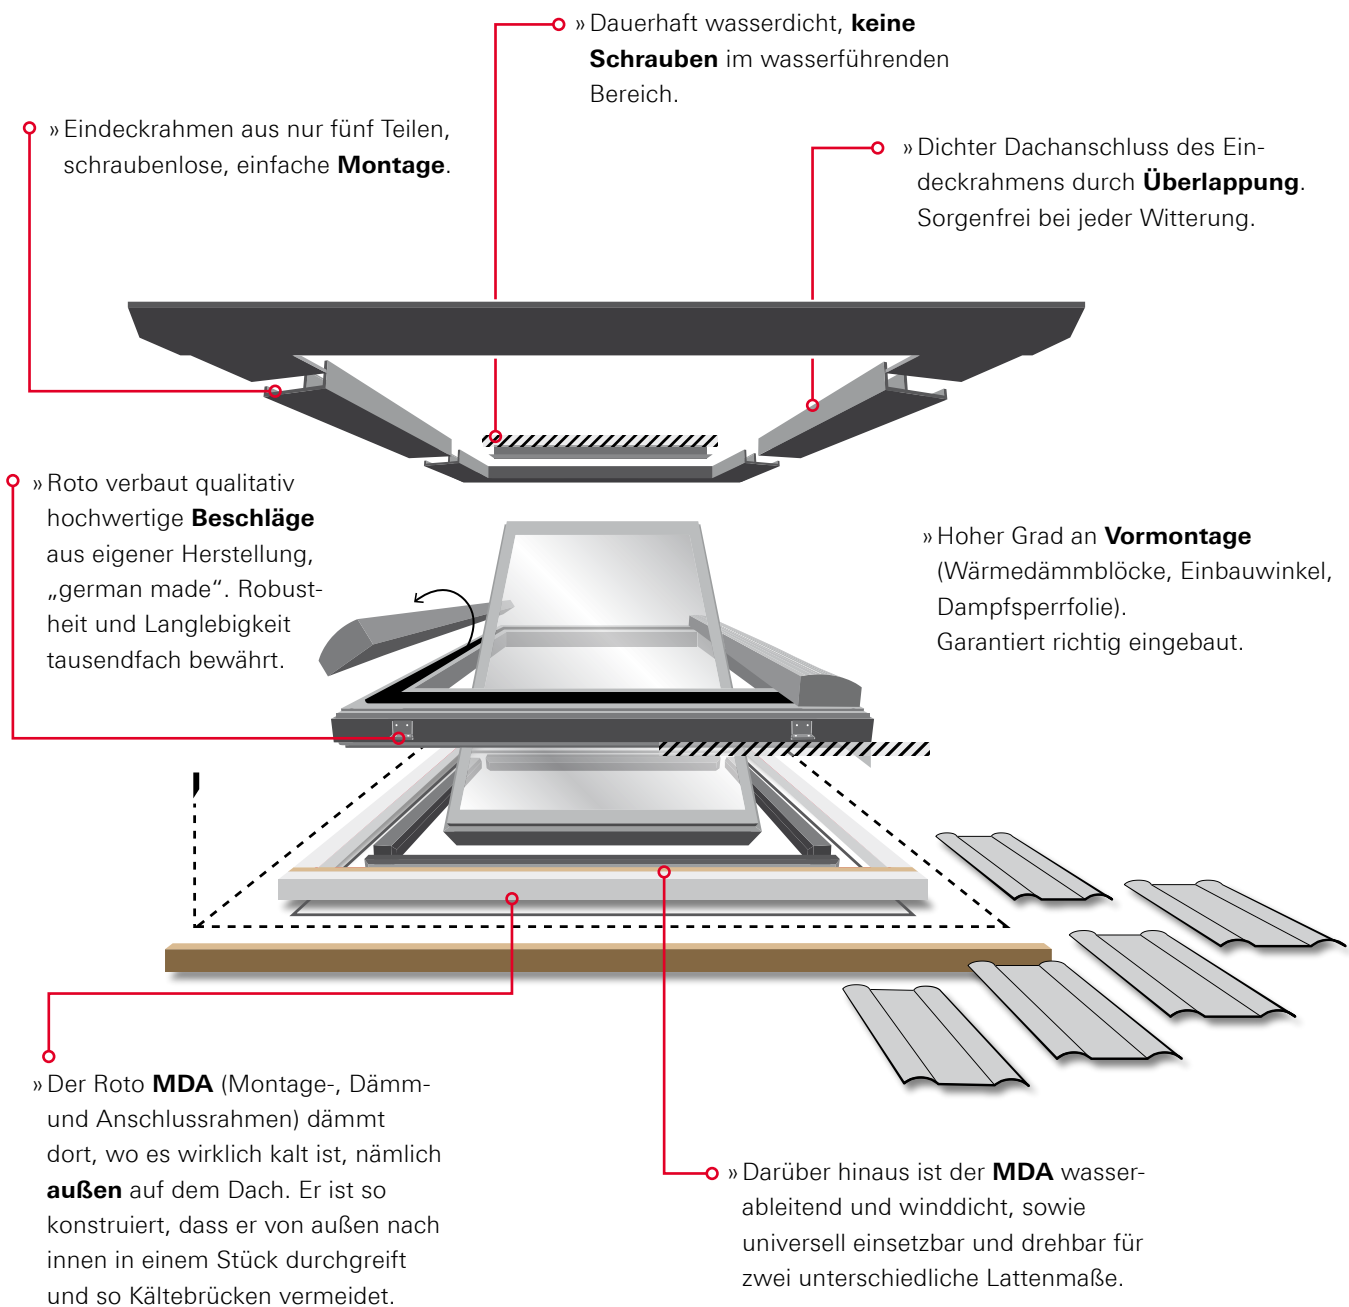 » Dauerhaft wasserdicht, keine
Schrauben im wasserführenden
Bereich.
» Eindeckrahmen aus nur fünf Teilen,
schraubenlose, einfache Montage.
» Dichter Dachanschluss des Ein-
deckrahmens durch Überlappung.
Sorgenfrei bei jeder Witterung.
» Roto verbaut qualitativ
hochwertige Beschläge
aus eigener Herstellung,
„german made“. Robust-
heit und Langlebigkeit
tausendfach bewährt.
» Hoher Grad an Vormontage
(Wärmedämmblöcke, Einbauwinkel,
Dampfsperrfolie).
Garantiert richtig eingebaut.
» Der Roto MDA (Montage-, Dämm-
und Anschlussrahmen) dämmt
dort, wo es wirklich kalt ist, nämlich
außen auf dem Dach. Er ist so
konstruiert, dass er von außen nach
innen in einem Stück durchgreift
und so Kältebrücken vermeidet.
» Darüber hinaus ist der MDA wasser-
ableitend und winddicht, sowie
universell einsetzbar und drehbar für
zwei unterschiedliche Lattenmaße.